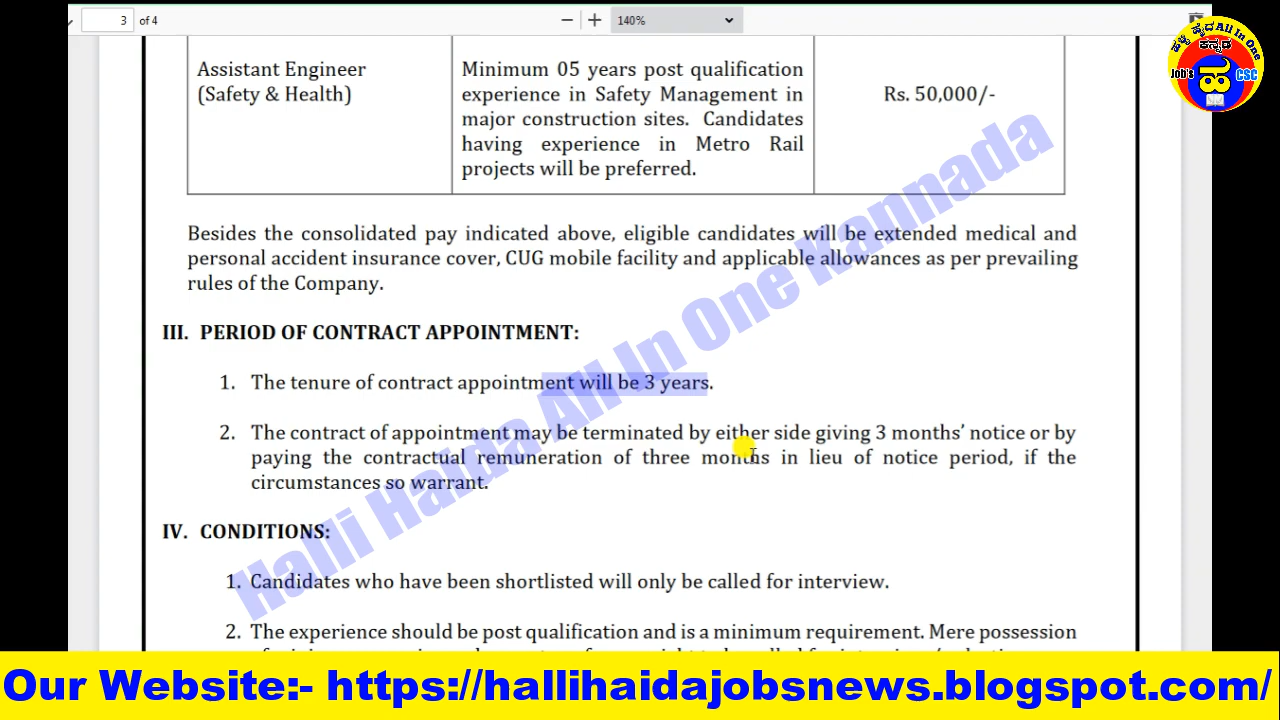 3 of 4
140%
ಹಳ್ಳಿ ಹೈದ All In One
ಕನ್ನಡ
Job's
CSC
Assistant Engineer
(Safety & Health)
Minimum 05 years post qualification
experience in Safety Management in
major construction sites. Candidates
having experience in Metro Rail
projects will be preferred.
Rs. 50,000/-
Besides the consolidated pay indicated above, eligible candidates will be extended medical and
personal accident insurance cover, CUG mobile facility and applicable allowances as per prevailing
rules of the Company.
III. PERIOD OF CONTRACT APPOINTMENT:
1. The tenure of contract appointment will be 3 years.
2. The contract of appointment may be terminated by either side giving 3 months' notice or by
paying the contractual remuneration of three months in lieu of notice period, if the
circumstances so warrant.
IV. CONDITIONS:
1. Candidates who have been shortlisted will only be called for interview.
2. The experience should be post qualification and is a minimum requirement. Mere possession
Halli Haida All In One Kannada
Our Website:- https://hallihaidajobsnews.blogspot.com/